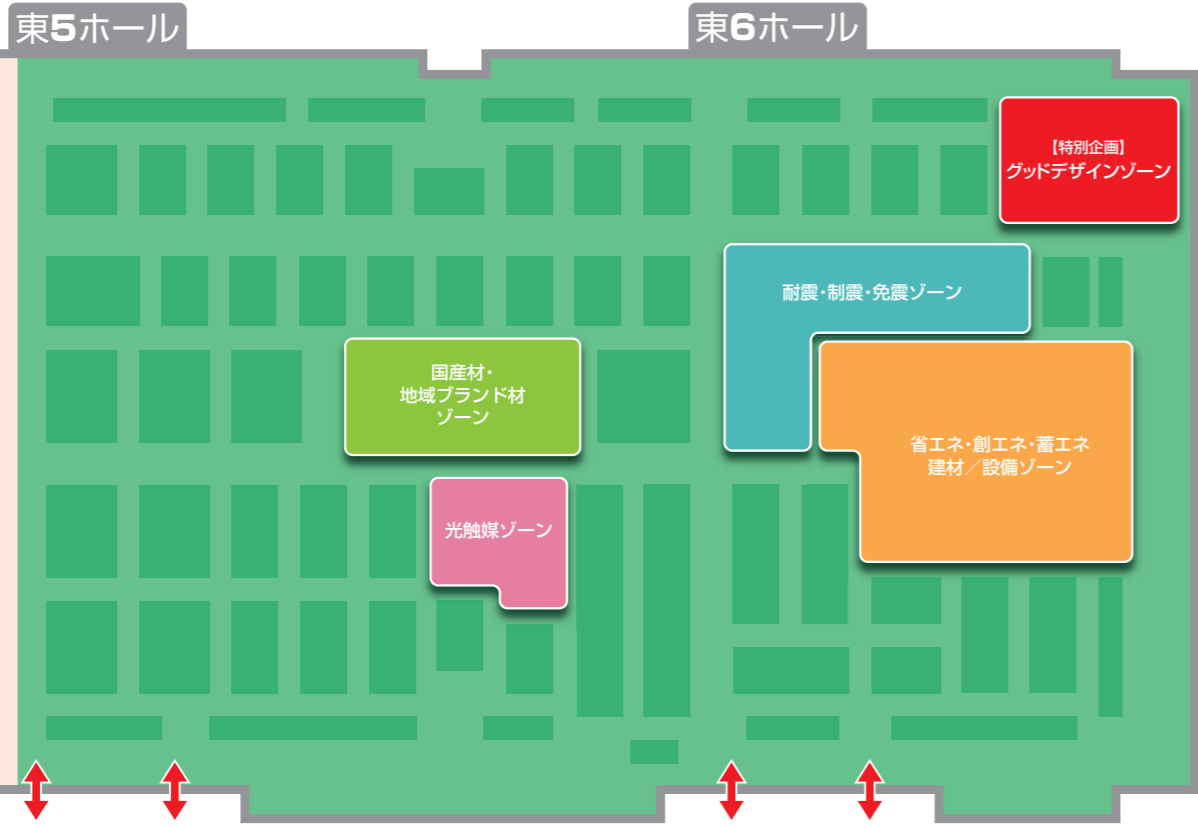 東5ホール
東6ホール
【特別企画】
グッドデザインゾーン
耐震・制震・免震ゾーン
国産材・
地域ブランド材
ゾーン
省エネ・創エネ・蓄エネ
建材／設備ゾーン
光触媒ゾーン